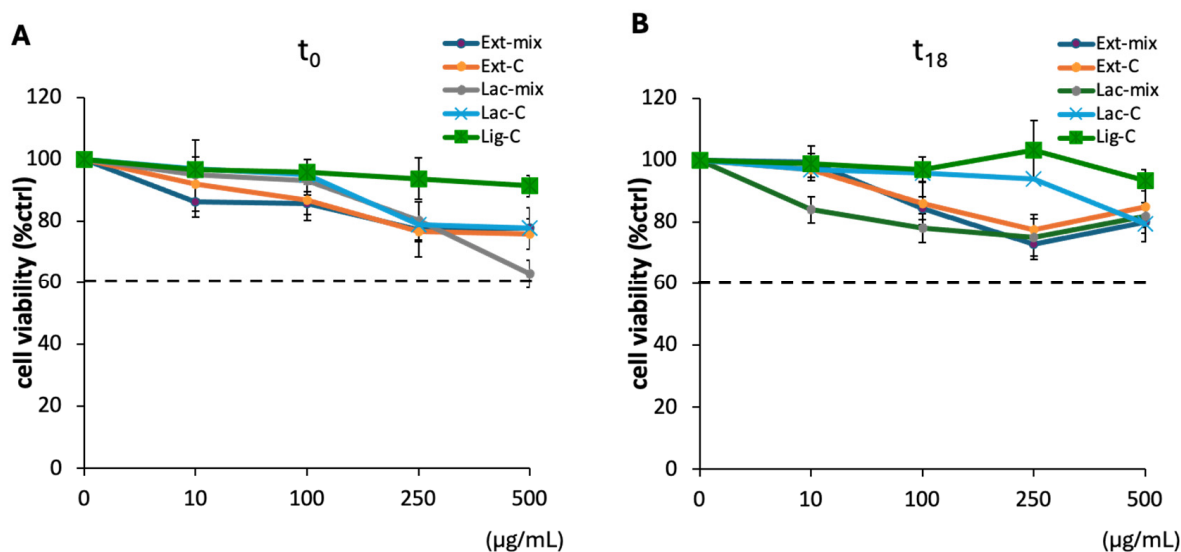 A
t0
Ext-mix
Ext-C
Lac-mix
Lac-C
Lig-C
cell viability (%ctrl)
120
100
80
60
40
20
0
0 10 100 250 500
(µg/mL)
B
t18
Ext-mix
Ext-C
Lac-mix
Lac-C
Lig-C
cell viability (%ctrl)
120
100
80
60
40
20
0
0 10 100 250 500
(µg/mL)